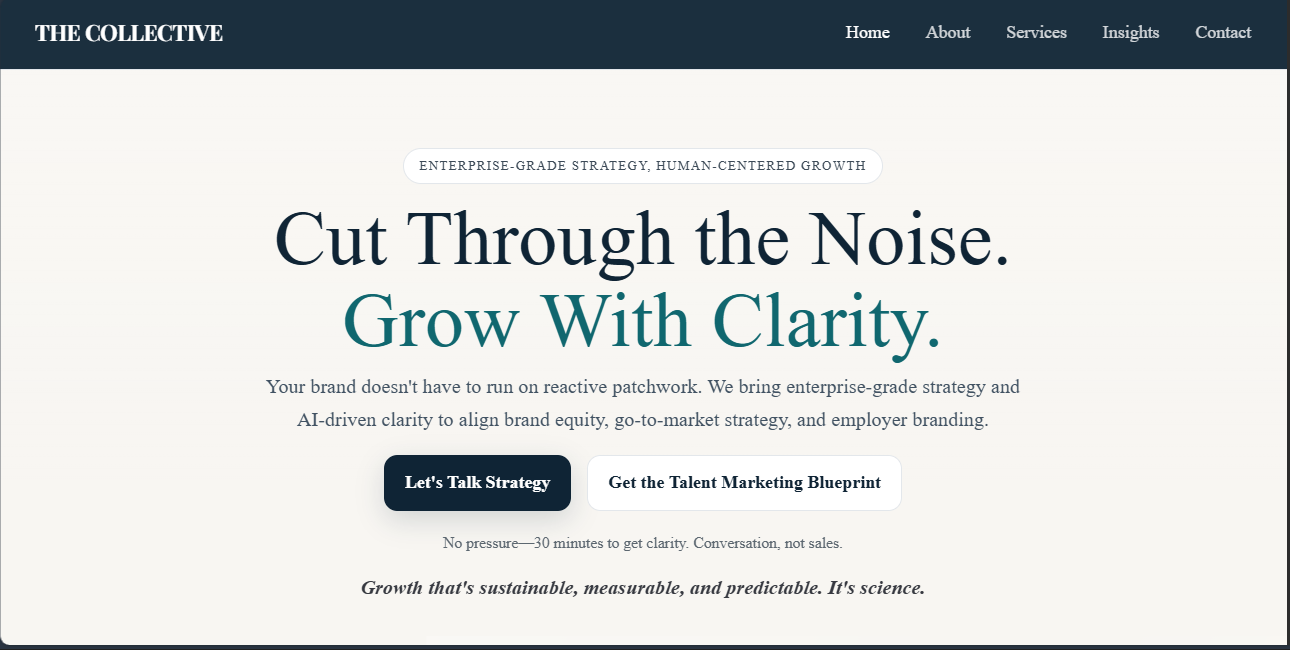 THE COLLECTIVE
Home About Services Insights Contact
ENTERPRISE-GRADE STRATEGY, HUMAN-CENTERED GROWTH
Cut Through the Noise.
Grow With Clarity.
Your brand doesn't have to run on reactive patchwork. We bring enterprise-grade strategy and
AI-driven clarity to align brand equity, go-to-market strategy, and employer branding.
Let's Talk Strategy
Get the Talent Marketing Blueprint
No pressure—30 minutes to get clarity. Conversation, not sales.
Growth that's sustainable, measurable, and predictable. It's science.